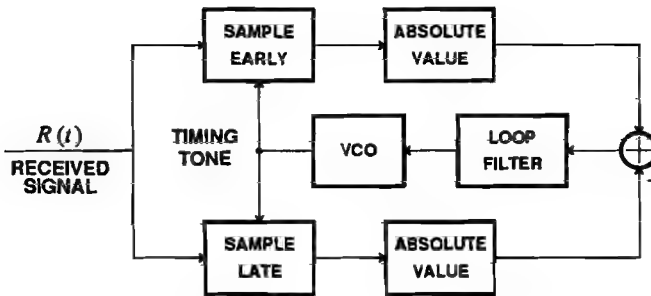 SAMPLE
EARLY
ABSOLUTE
VALUE
R(t)
RECEIVED
SIGNAL
TIMING
TONE
VCO
LOOP
FILTER
+
-
SAMPLE
LATE
ABSOLUTE
VALUE